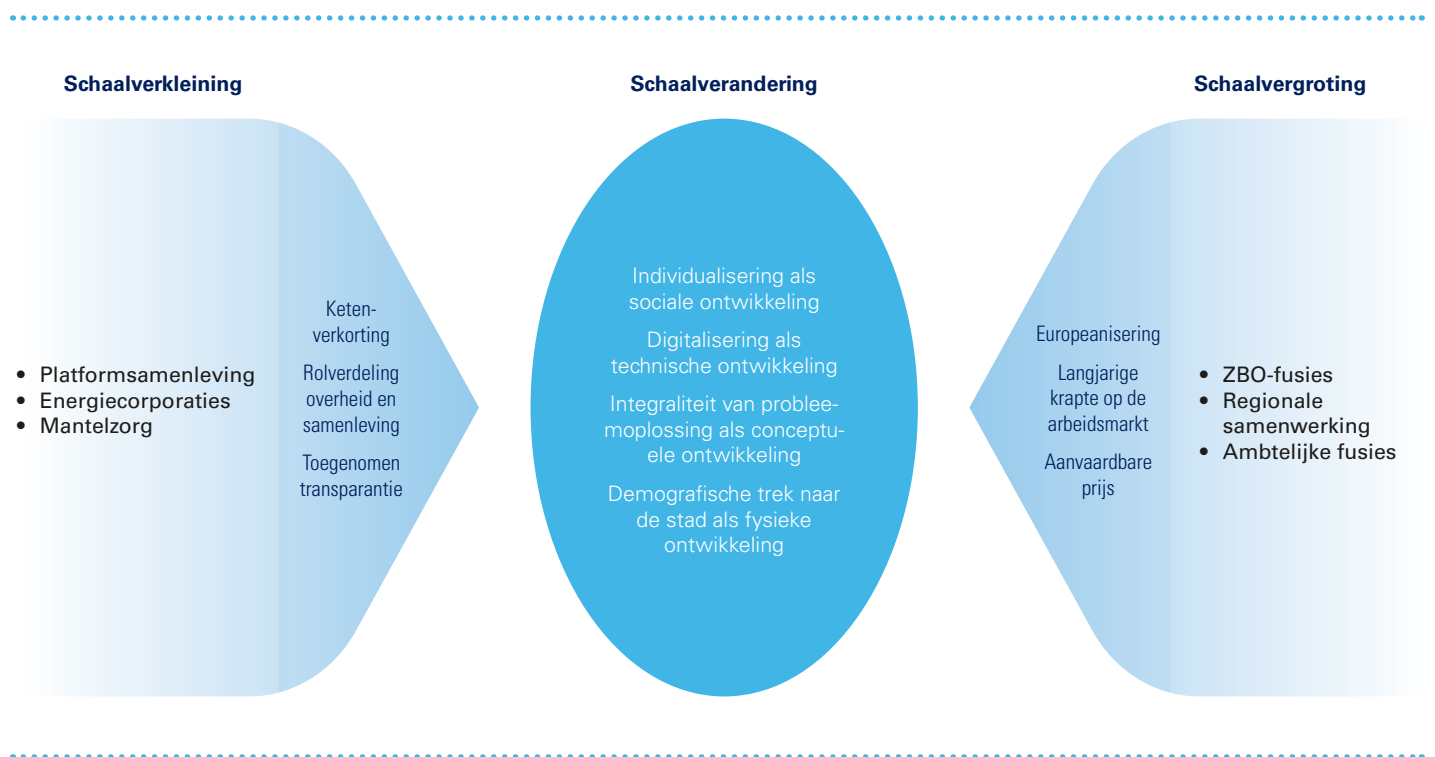 Schaalverkleining
Schaalverandering
Schaalvergroting
• Platformsamenleving
• Energiecorporaties
• Mantelzorg
Keten-
verkorting
Rolverdeling
overheid en
samenleving
Toegenomen
transparantie
Individualisering als
sociale ontwikkeling
Digitalisering als
technische ontwikkeling
Integraliteit van proble-
moplossing als conceptu-
ele ontwikkeling
Demografische trek naar
de stad als fysieke
ontwikkeling
Europeanisering
Langjarige
krapte op de
arbeidsmarkt
Aanvaardbare
prijs
• ZBO-fusies
• Regionale
samenwerking
• Ambtelijke fusies